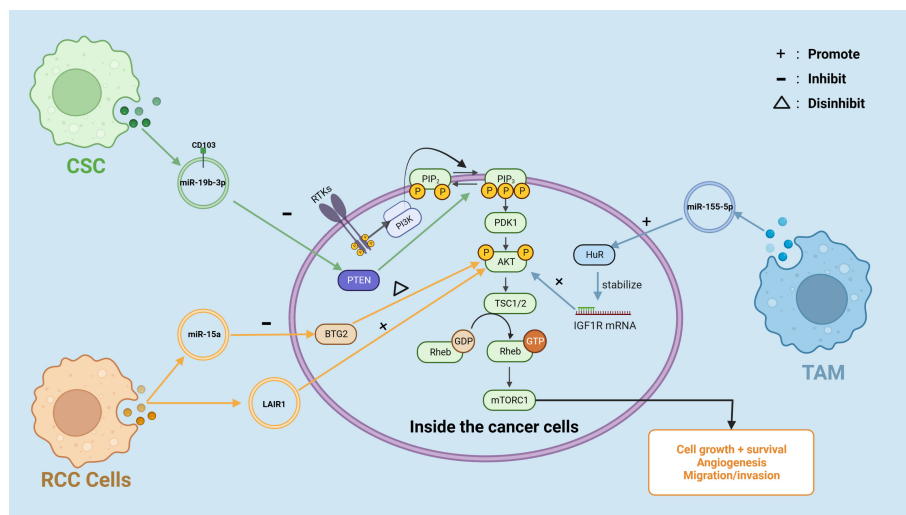 + : Promote
- : Inhibit
△ : Disinhibit
CSC
CD103
miR-19b-3p
-
RTKs
P
P
P
P
PI3K
PIP2
P
P
PIP3
P
P
P
PDK1
P
P
AKT
PTEN
miR-155-5p
+
HuR
stabilize
IGF1R mRNA
+
TAM
TSC1/2
Rheb
GDP
Rheb
GTP
mTORC1
miR-15a
-
BTG2
△
+
LAIR1
RCC Cells
Inside the cancer cells
Cell growth + survival
Angiogenesis
Migration/invasion